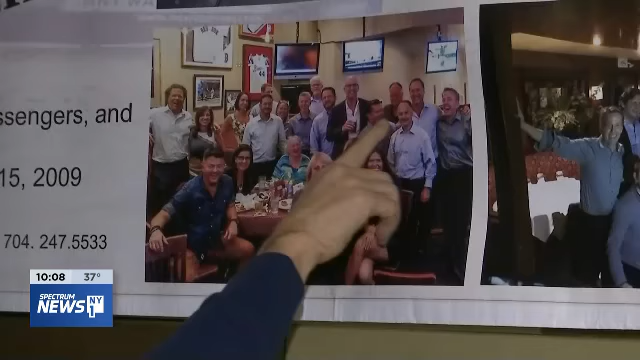 ssengers, and
15, 2009
704. 247.5533
10:08 37°
SPECTRUM
NEWS NY 1